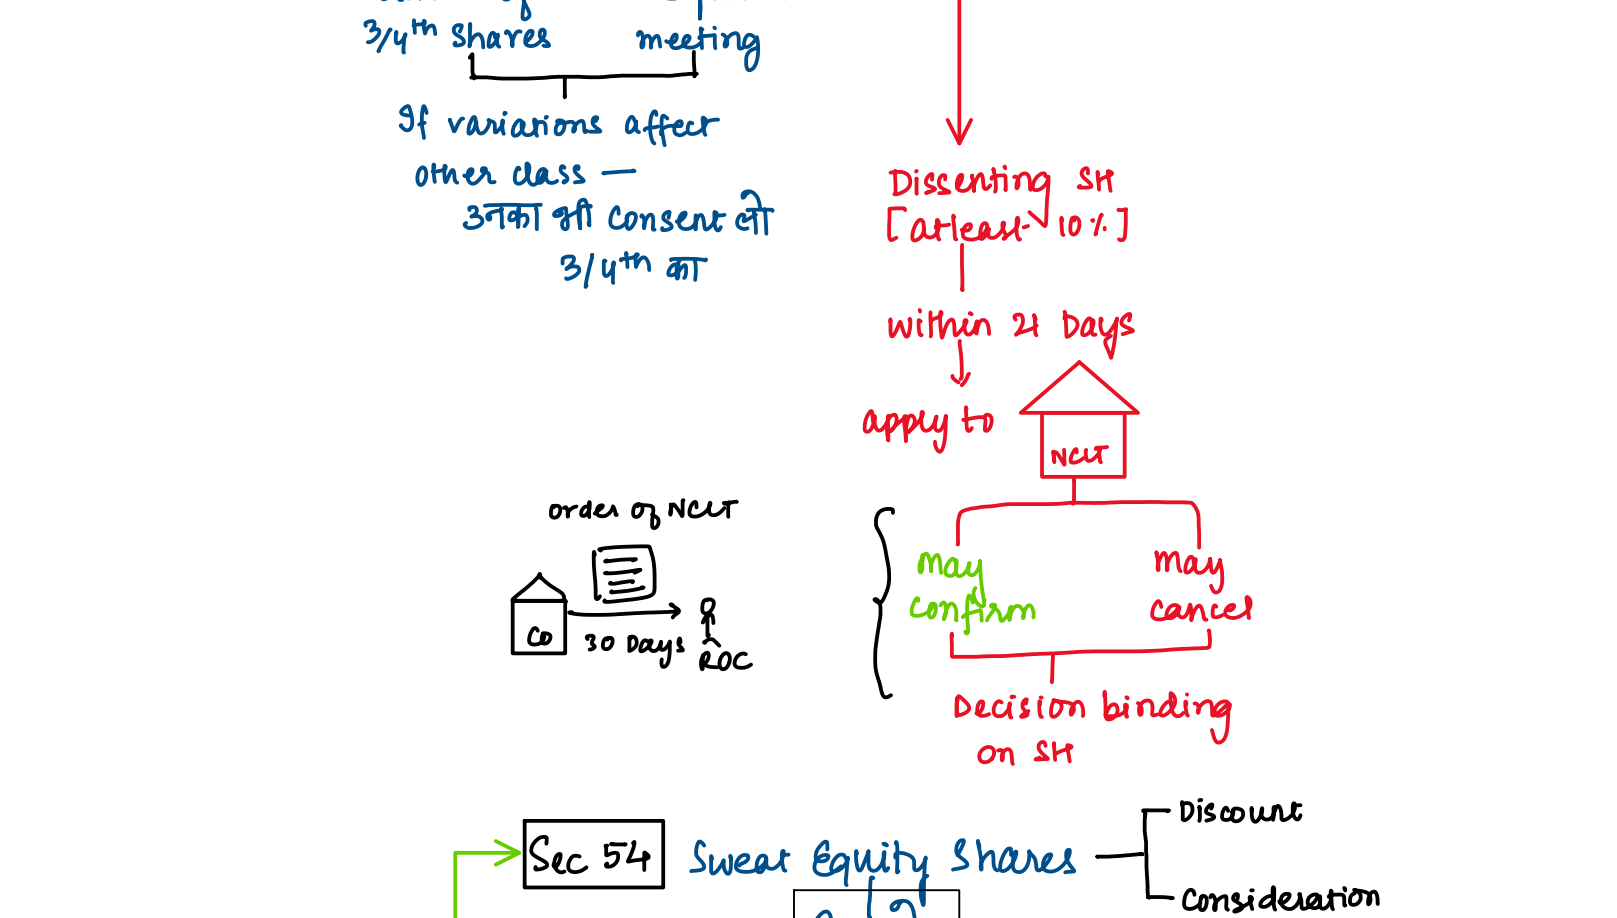 3/4th Shares
meeting
If variations affect
other class —
उनका भी consent लो
3/4th का
Dissenting SH
[Atleast 10%]
within 21 Days
apply to
NCLT
may
confirm
may
cancel
Decision binding
on SH
order of NCLT
CO
30 Days
ROC
Sec 54
Sweat Equity Shares
Discount
Consideration